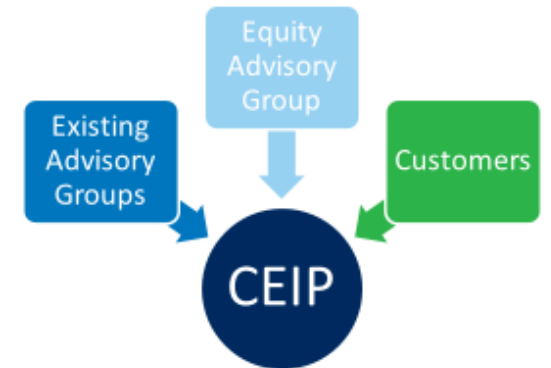 Equity
Advisory
Group
Existing
Advisory
Groups
Customers
CEIP